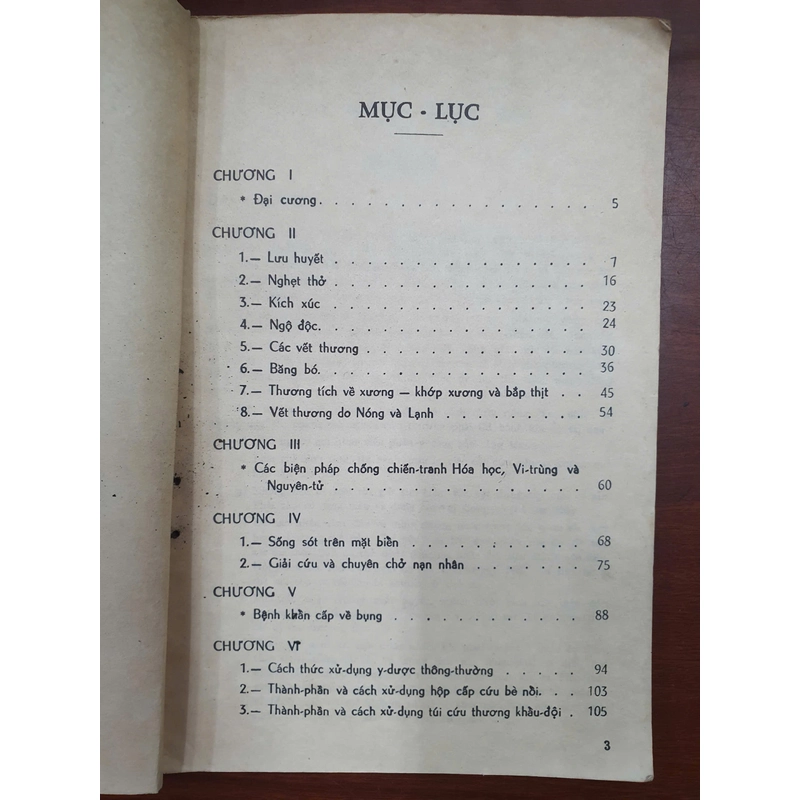 MỤC - LỤC
CHƯƠNG I
* Đại cương. . . . . . . . . . . . . . . . . . 5
CHƯƠNG II
1.— Lưu huyết . . . . . . . . . . . . . . . . . 7
2.— Nghẹt thở . . . . . . . . . . . . . . . . . 16
3.— Kích xúc . . . . . . . . . . . . . . . . . 23
4.— Ngộ độc. . . . . . . . . . . . . . . . . . 24
5.— Các vết thương . . . . . . . . . . . . . . . 30
6.— Băng bó. . . . . . . . . . . . . . . . . . 36
7.— Thương tích về xương — khớp xương và bắp thịt . . 45
8.— Vết thương do Nóng và Lạnh . . . . . . . . . . 54
CHƯƠNG III
* Các biện pháp chống chiến-tranh Hóa học, Vi-trùng và
Nguyên-tử . . . . . . . . . . . . . . . . . 60
CHƯƠNG IV
1.— Sống sót trên mặt biển . . . . . . . . . . . . 68
2.— Giải cứu và chuyên chở nạn nhân . . . . . . . . 75
CHƯƠNG V
* Bệnh khẩn cấp về bụng . . . . . . . . . . . . . 88
CHƯƠNG VI
1.— Cách thức xử-dụng y-dược thông-thường . . . . . 94
2.— Thành-phần và cách xử-dụng hộp cấp cứu bè nồi. . . 103
3.— Thành-phần và cách xử-dụng túi cứu thương khẩu-đội . 105
3